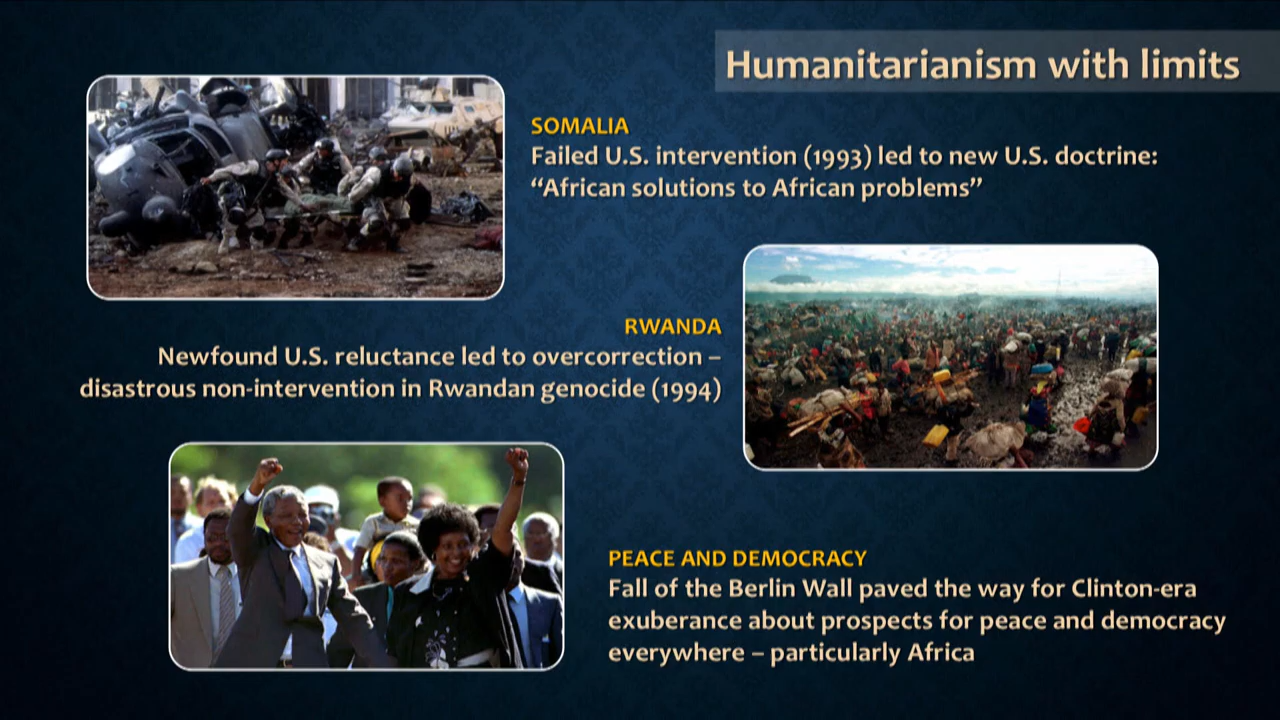 Humanitarianism with limits
SOMALIA
Failed U.S. intervention (1993) led to new U.S. doctrine:
“African solutions to African problems”
RWANDA
Newfound U.S. reluctance led to overcorrection –
disastrous non-intervention in Rwandan genocide (1994)
PEACE AND DEMOCRACY
Fall of the Berlin Wall paved the way for Clinton-era
exuberance about prospects for peace and democracy
everywhere – particularly Africa